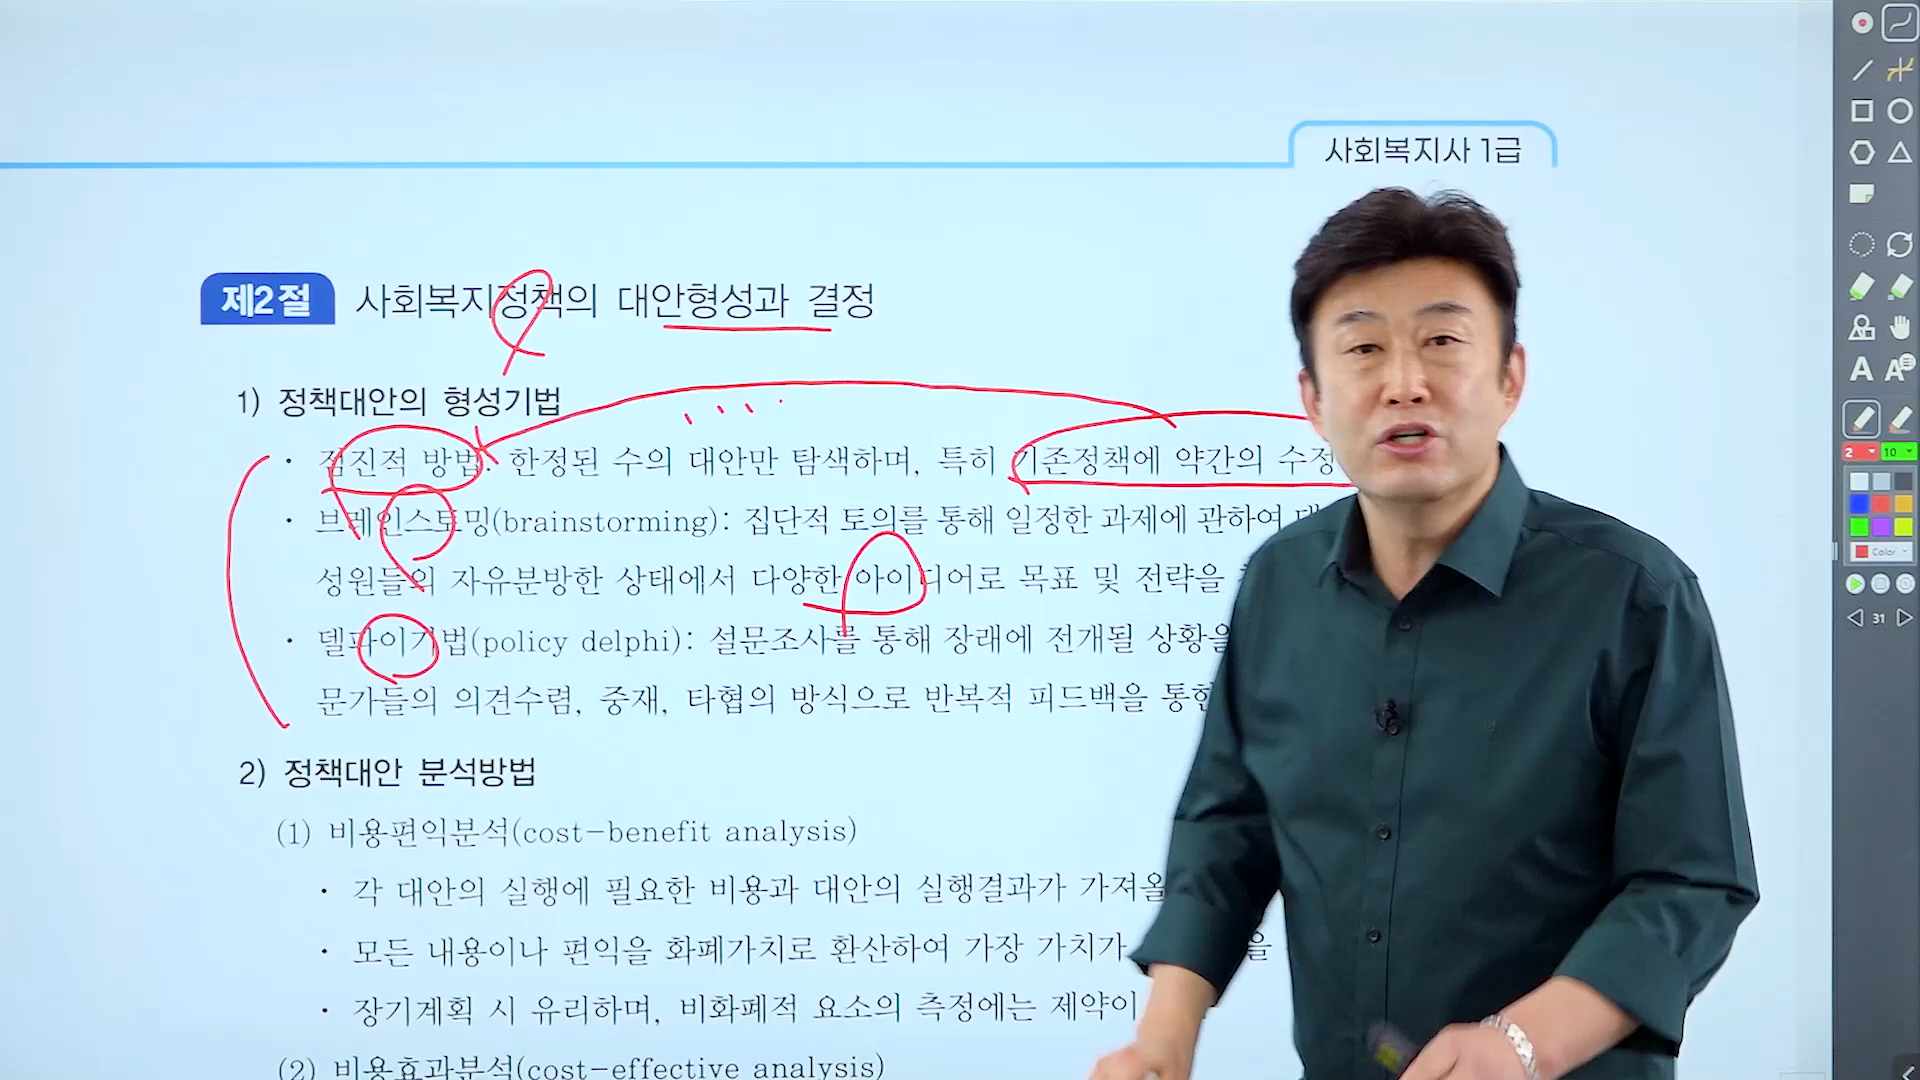 사회복지사 1급
제2절 사회복지정책의 대안형성과 결정
1) 정책대안의 형성기법
· 점진적 방법: 한정된 수의 대안만 탐색하며, 특히 기존정책에 약간의 수정
· 브레인스토밍(brainstorming): 집단적 토의를 통해 일정한 과제에 관하여
성원들의 자유분방한 상태에서 다양한 아이디어로 목표 및 전략을
· 델파이기법(policy delphi): 설문조사를 통해 장래에 전개될 상황을
문가들의 의견수렴, 중재, 타협의 방식으로 반복적 피드백을 통한
2) 정책대안 분석방법
(1) 비용편익분석(cost-benefit analysis)
· 각 대안의 실행에 필요한 비용과 대안의 실행결과가 가져올
· 모든 내용이나 편익을 화폐가치로 환산하여 가장 가치가 을
· 장기계획 시 유리하며, 비화폐적 요소의 측정에는 제약이
(2) 비용효과분석(cost-effective analysis)
A A
2 10
Color
31